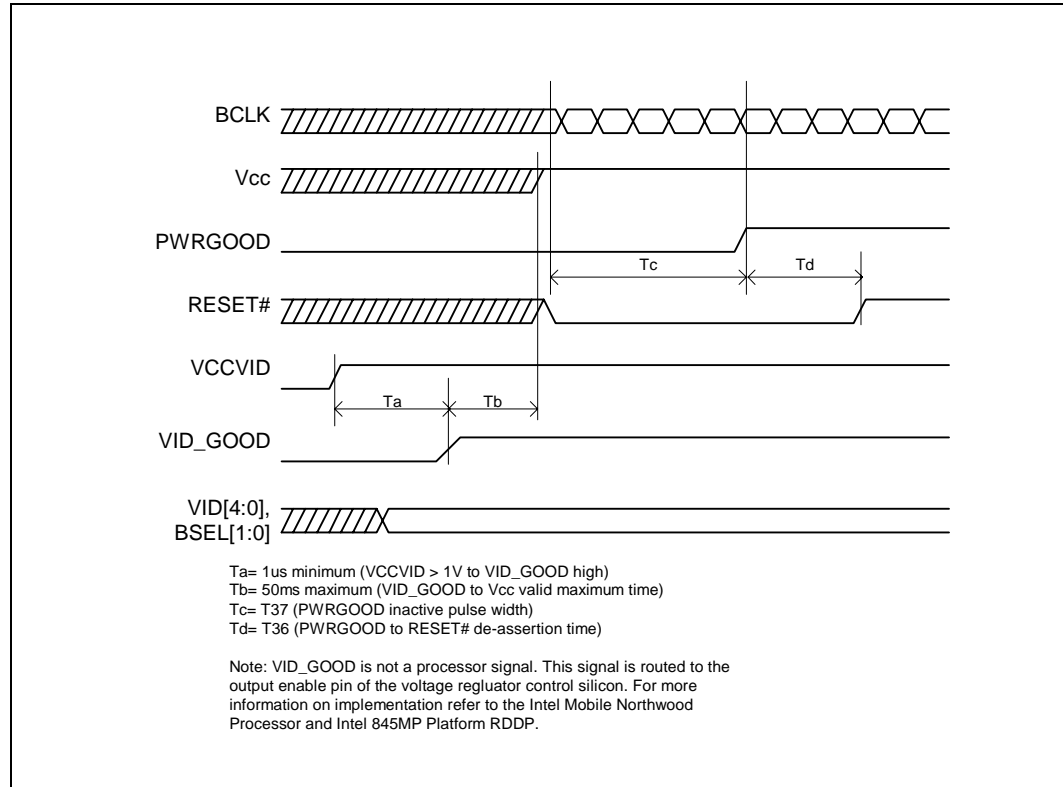 BCLK
Vcc
PWRGOOD
Tc
Td
RESET#
VCCVID
Ta
Tb
VID_GOOD
VID[4:0],
BSEL[1:0]
Ta= 1us minimum (VCCVID > 1V to VID_GOOD high)
Tb= 50ms maximum (VID_GOOD to Vcc valid maximum time)
Tc= T37 (PWRGOOD inactive pulse width)
Td= T36 (PWRGOOD to RESET# de-assertion time)
Note: VID_GOOD is not a processor signal. This signal is routed to the
output enable pin of the voltage regluator control silicon. For more
information on implementation refer to the Intel Mobile Northwood
Processor and Intel 845MP Platform RDDP.